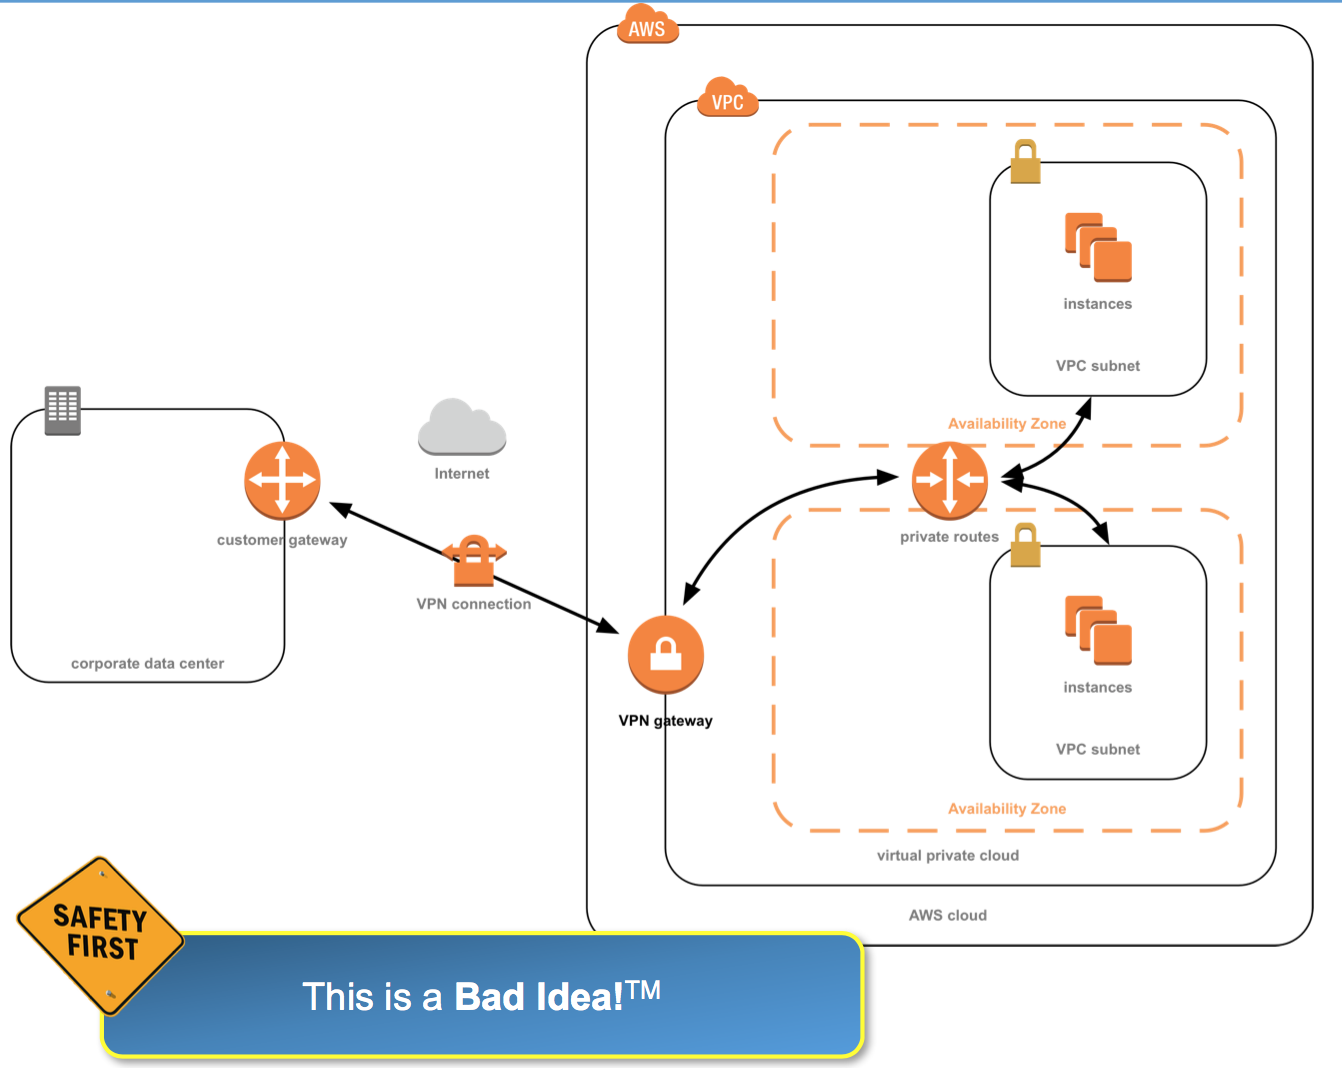 AWS
VPC
instances
VPC subnet
Availability Zone
Internet
customer gateway
private routes
VPN connection
corporate data center
instances
VPN gateway
VPC subnet
Availability Zone
virtual private cloud
AWS cloud
SAFETY
FIRST
This is a Bad Idea!TM